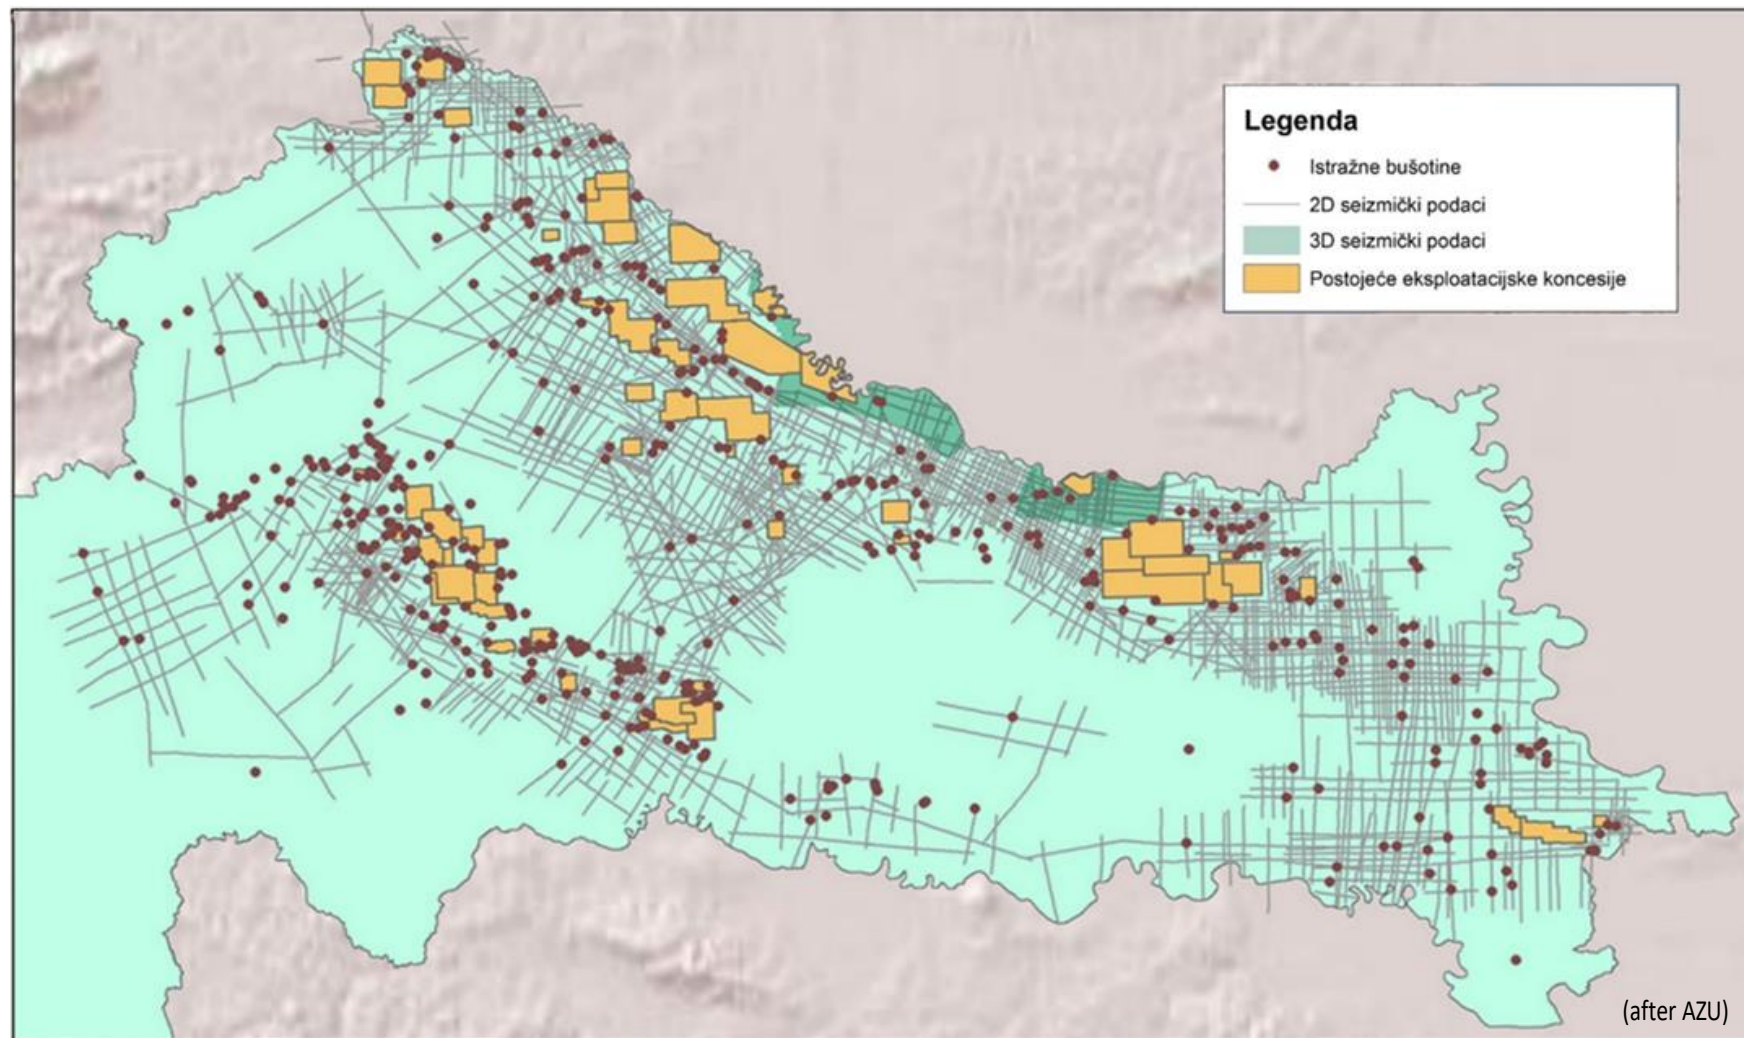 Legenda
Istražne bušotine
2D seizmički podaci
3D seizmički podaci
Postojeće eksploatacijske koncesije
(after AZU)